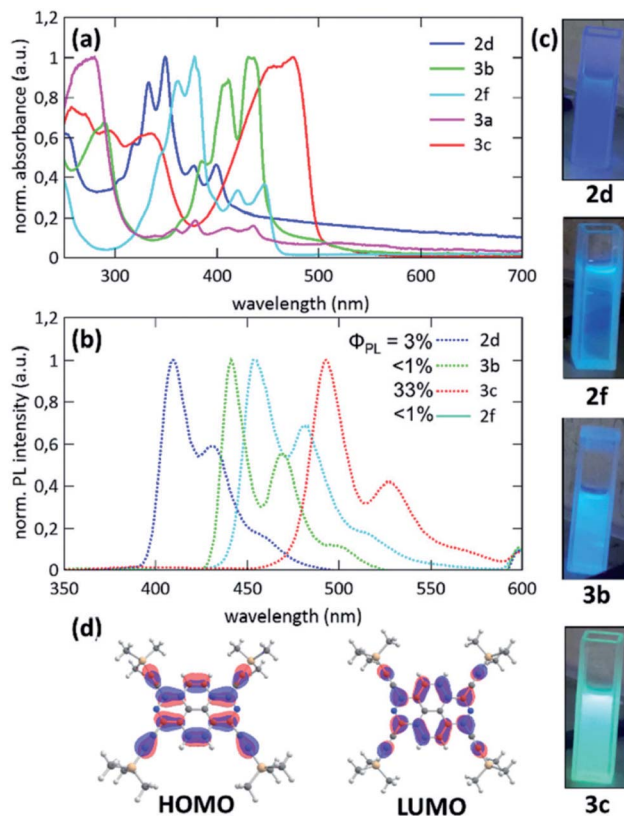 (a)
norm. absorbance (a.u.)
1,2
1
0,8
0,6
0,4
0,2
0
300 400 500 600 700
wavelength (nm)
2d
3b
2f
3a
3c
(b)
norm. PL intensity (a.u.)
1,2
1
0,8
0,6
0,4
0,2
0
350 400 450 500 550 600
wavelength (nm)
ΦPL = 3% 2d
<1% 3b
33% 3c
<1% 2f
(c)
2d
2f
3b
3c
(d)
HOMO LUMO